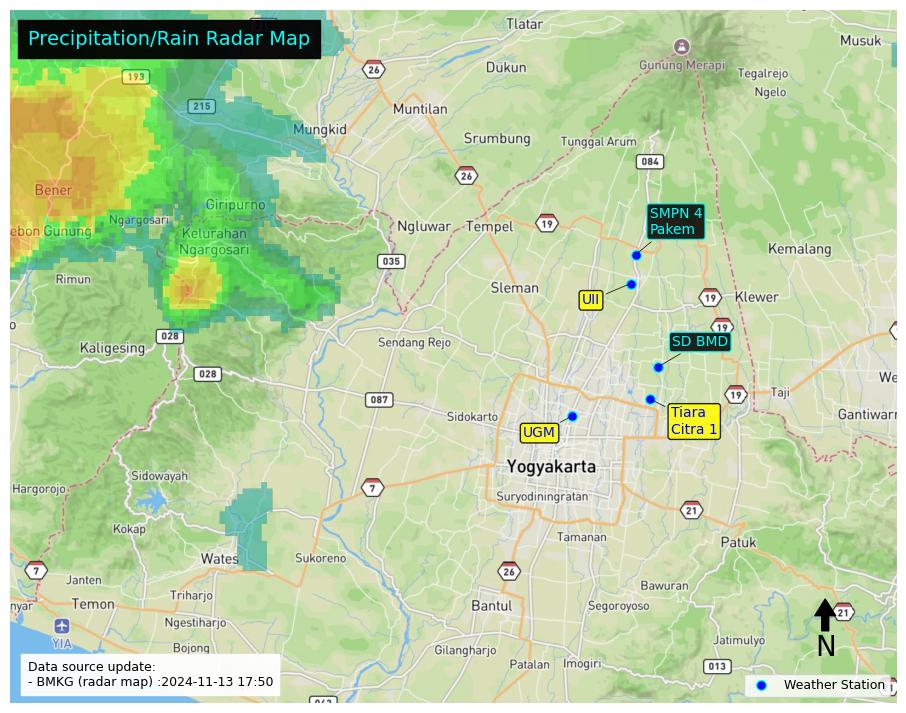 Precipitation/Rain Radar Map
Tlatar
Musuk
26
Gunung Merapi
Dukun
193
Tegalrejo
Ngelo
215
Muntilan
Mungkid
Srumbung
Tunggal Arum
084
26
Bener
Giripurno
SMPN 4
Pakem
Ngargosari
Ngluwar
Tempel
19
ebon Gunung
Kelurahan
Ngargosari
Kemalang
035
Rimun
Sleman
UII
19
Klewer
19
028
Kaligesing
Sendang Rejo
SD BMD
028
We
087
19
Taji
Sidokarto
Tiara
Citra 1
Gantiwarn
UGM
Yogyakarta
Sidowayah
Hargorojo
7
Suryodiningratan
21
Kokap
Tamanan
Patuk
Wates
Sukoreno
7
26
Janten
Bawuran
Triharjo
nyar
Temon
Bantul
Segoroyoso
21
Ngestiharjo
YIA
N
Bojong
Gilangharjo
Jatimulyo
Patalan
Imogiri
013
Data source update:
- BMKG (radar map) :2024-11-13 17:50
Weather Station